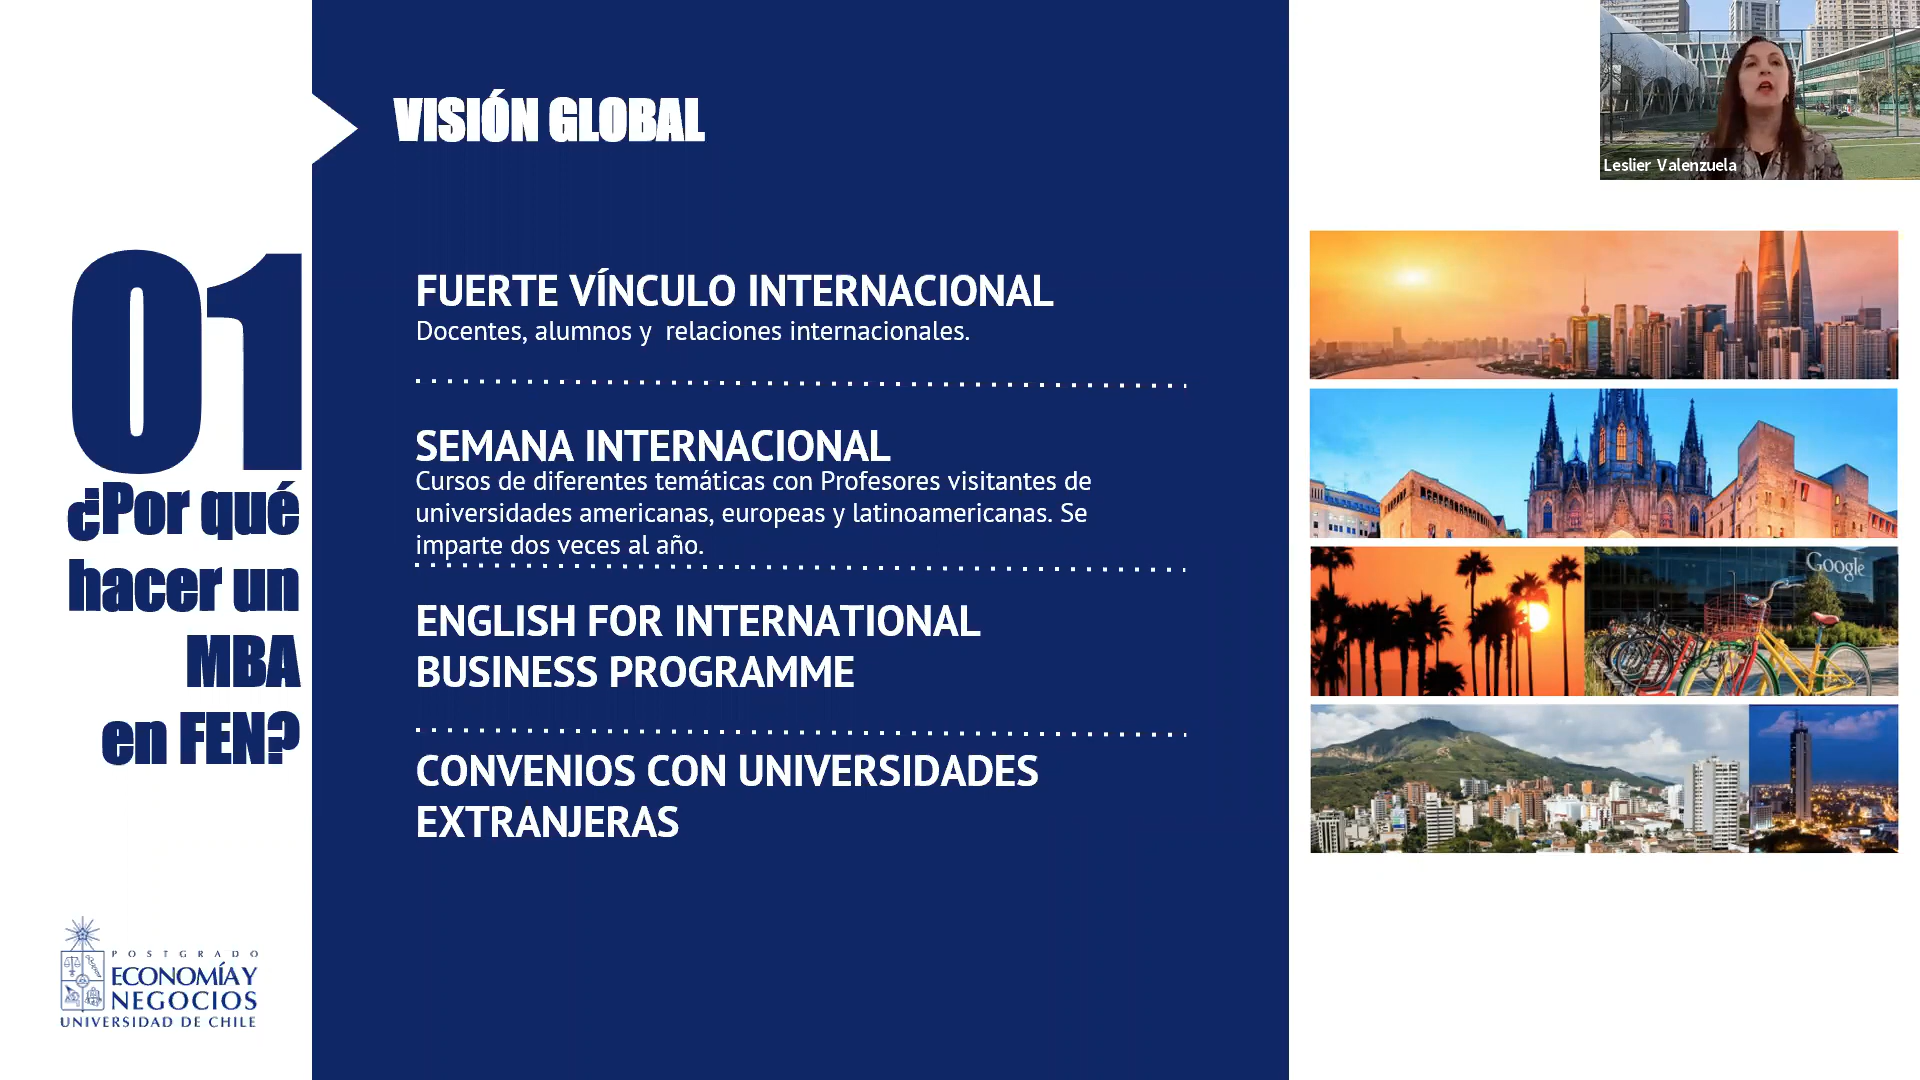 VISIÓN GLOBAL
01
¿Por qué
hacer un
MBA
en FEN?
FUERTE VÍNCULO INTERNACIONAL
Docentes, alumnos y  relaciones internacionales.
SEMANA INTERNACIONAL
Cursos de diferentes temáticas con Profesores visitantes de
universidades americanas, europeas y latinoamericanas. Se
imparte dos veces al año.
ENGLISH FOR INTERNATIONAL
BUSINESS PROGRAMME
CONVENIOS CON UNIVERSIDADES
EXTRANJERAS
POSTGRADO
ECONOMÍA Y
NEGOCIOS
UNIVERSIDAD DE CHILE
Leslier Valenzuela
Google